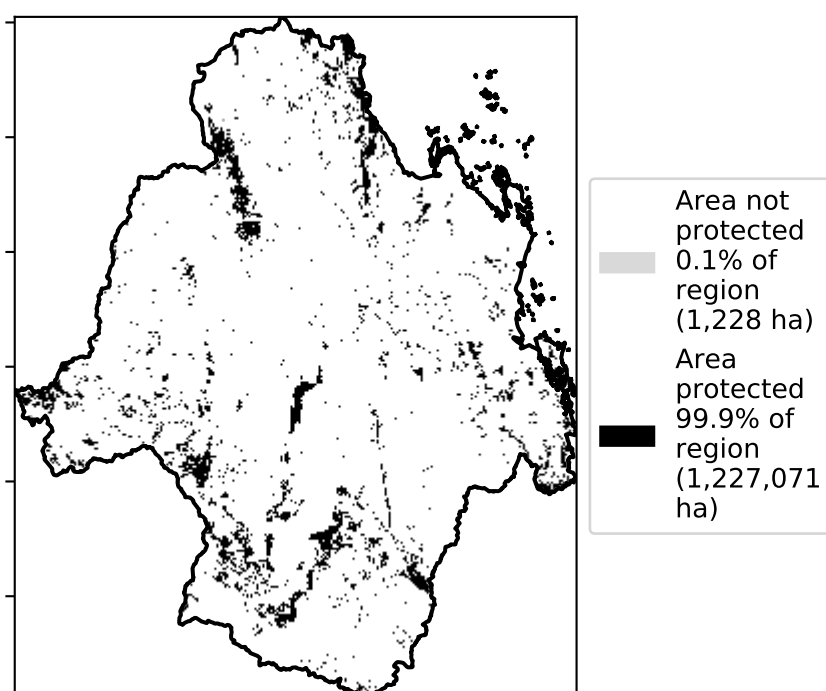 Area not
protected
0.1% of
region
(1,228 ha)
Area
protected
99.9% of
region
(1,227,071
ha)